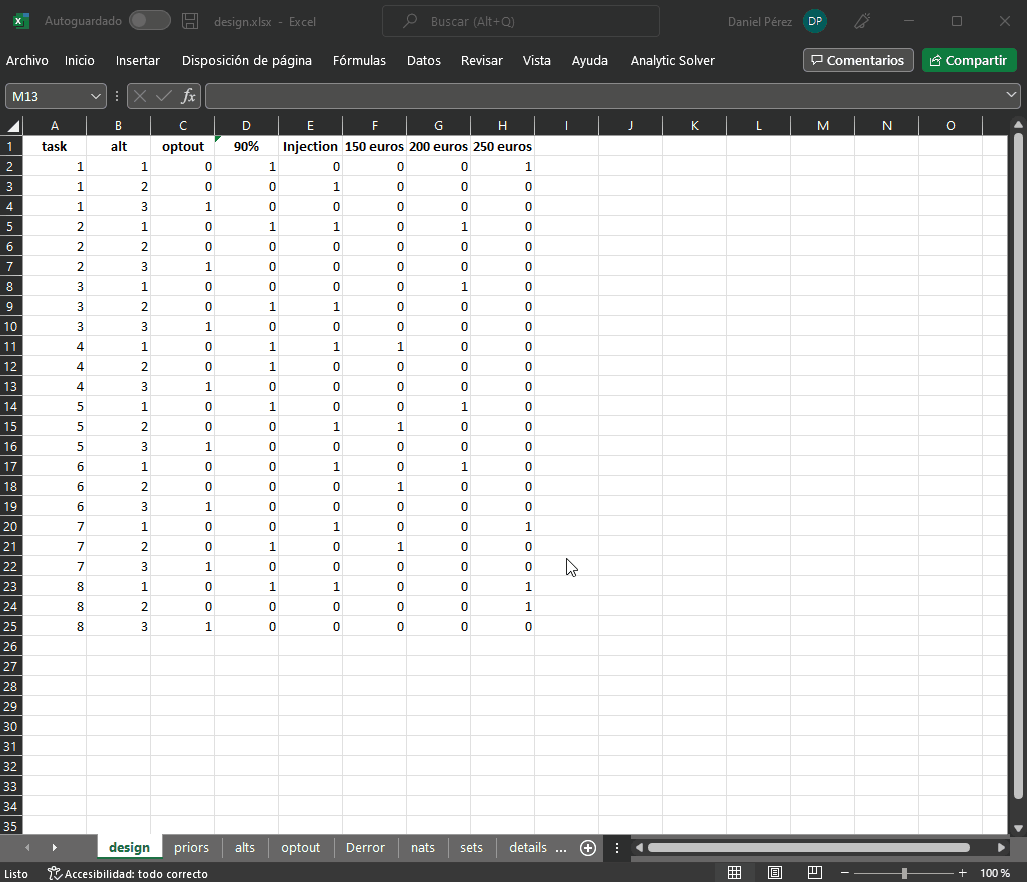 Autoguardado design.xlsx - Excel Buscar (Alt+Q) Daniel Pérez DP
Archivo Inicio Insertar Disposición de página Fórmulas Datos Revisar Vista Ayuda Analytic Solver Comentarios Compartir
M13 fx
A B C D E F G H I J K L M N O
1 task alt optout 90% Injection 150 euros 200 euros 250 euros
2 1 1 0 1 0 0 0 1
3 1 2 0 0 1 0 0 0
4 1 3 1 0 0 0 0 0
5 2 1 0 1 1 0 1 0
6 2 2 0 0 0 0 0 0
7 2 3 1 0 0 0 0 0
8 3 1 0 0 0 0 1 0
9 3 2 0 1 1 0 0 0
10 3 3 1 0 0 0 0 0
11 4 1 0 1 1 1 0 0
12 4 2 0 1 0 0 0 0
13 4 3 1 0 0 0 0 0
14 5 1 0 1 0 0 1 0
15 5 2 0 0 1 1 0 0
16 5 3 1 0 0 0 0 0
17 6 1 0 0 1 0 1 0
18 6 2 0 0 0 1 0 0
19 6 3 1 0 0 0 0 0
20 7 1 0 0 1 0 0 1
21 7 2 0 1 0 1 0 0
22 7 3 1 0 0 0 0 0
23 8 1 0 1 1 0 0 1
24 8 2 0 0 0 0 0 1
25 8 3 1 0 0 0 0 0
26
27
28
29
30
31
32
33
34
35
design priors alts optout Derror nats sets details ...
Listo Accesibilidad: todo correcto 100 %